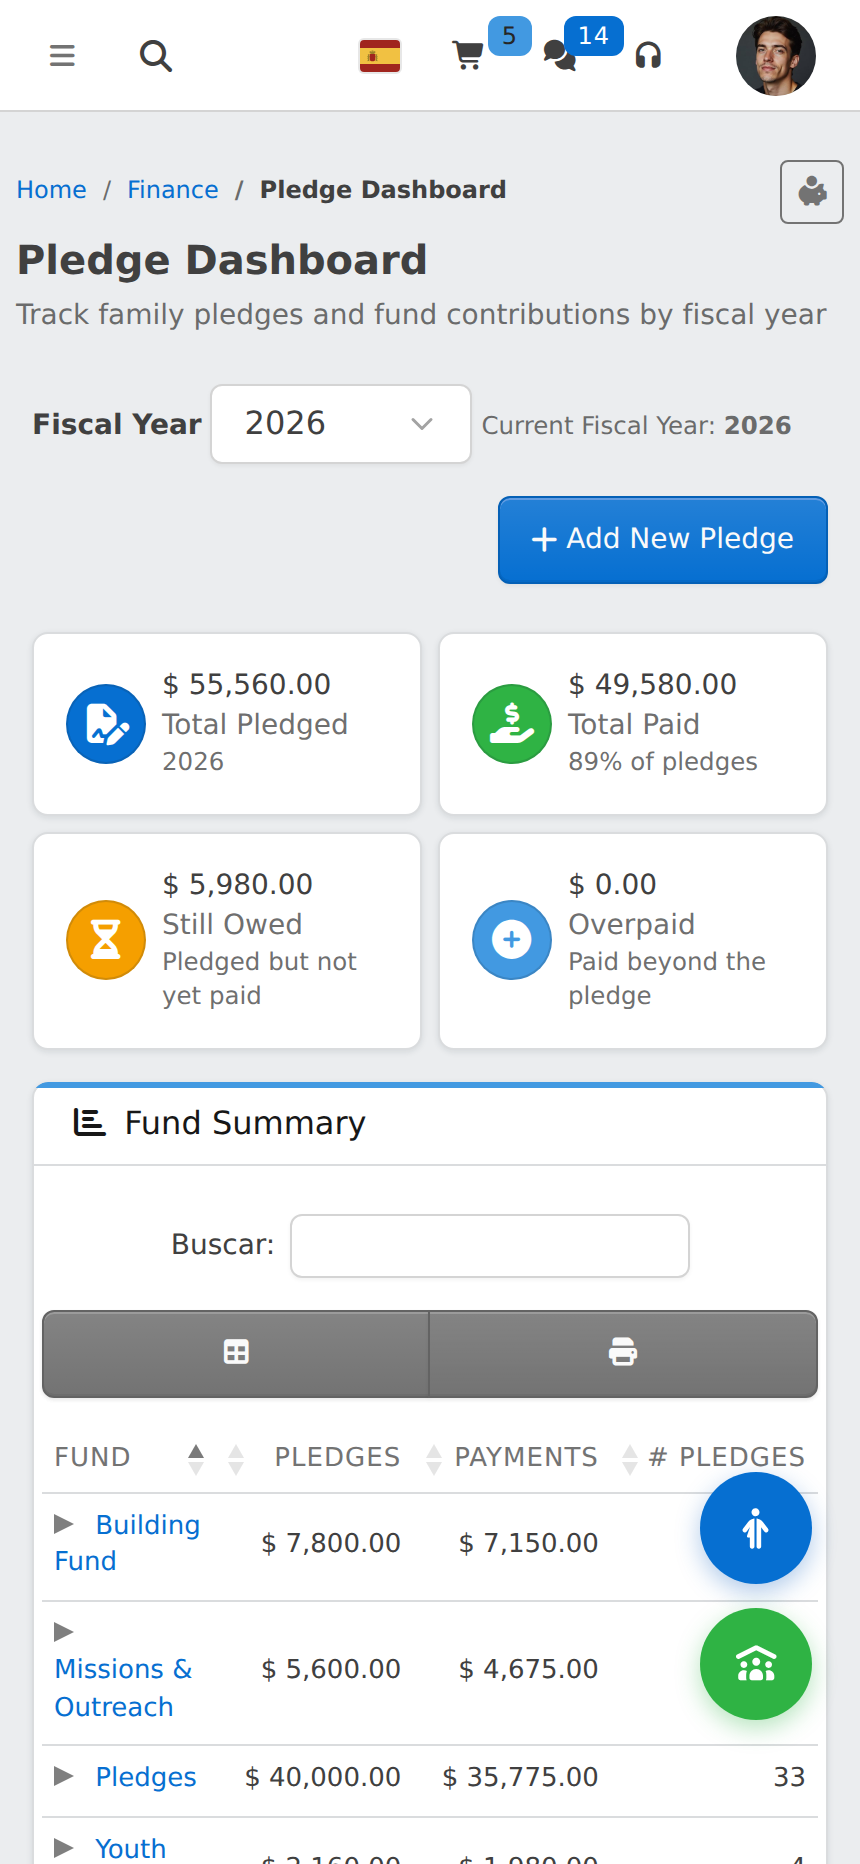 5
14
Home / Finance / Pledge Dashboard
Pledge Dashboard
Track family pledges and fund contributions by fiscal year
Fiscal Year 2026 Current Fiscal Year: 2026
Add New Pledge
$ 55,560.00
Total Pledged
2026
$ 49,580.00
Total Paid
89% of pledges
$ 5,980.00
Still Owed
Pledged but not
yet paid
$ 0.00
Overpaid
Paid beyond the
pledge
Fund Summary
Buscar:
FUND PLEDGES PAYMENTS # PLEDGES
Building
Fund
$ 7,800.00 $ 7,150.00
Missions &
Outreach
$ 5,600.00 $ 4,675.00
Pledges $ 40,000.00 $ 35,775.00 33
Youth